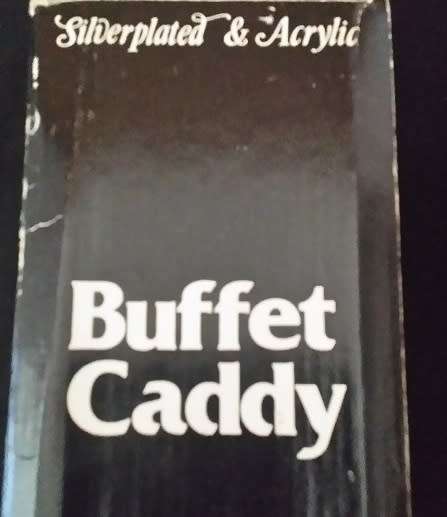 Silverplated & Acrylic
Buffet
Caddy